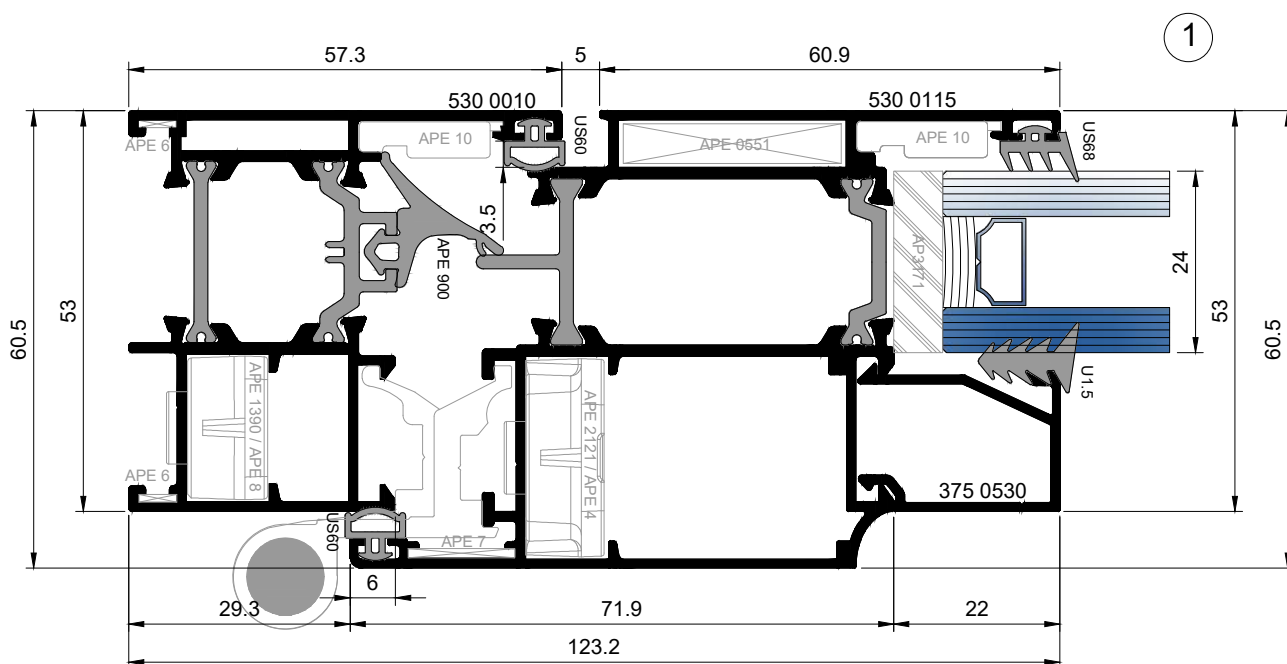 1
57.3
5
60.9
530 0010
530 0115
APE 6
APE 10
US60
APE 0551
APE 10
US68
3.5
APE 900
AP3171
24
53
60.5
53
60.5
U1.5
APE 1390 / APE 8
APE 2121 / APE 4
APE 6
375 0530
US60
APE 7
6
29.3
71.9
22
123.2